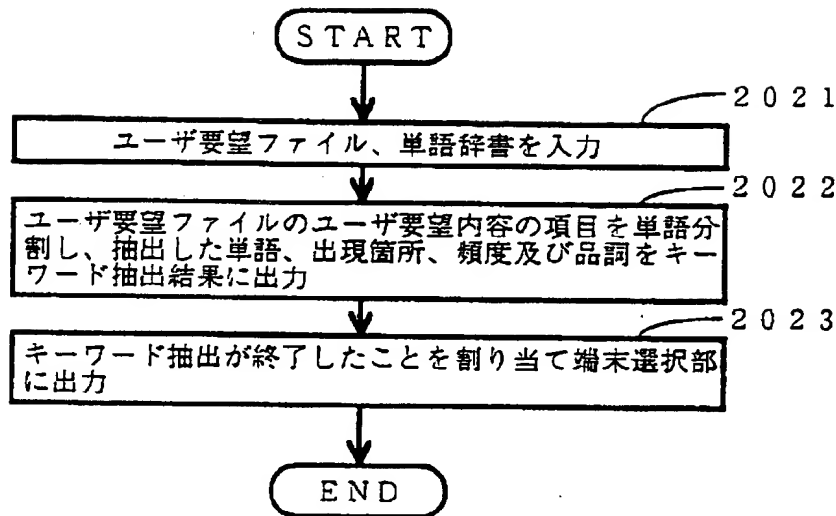 START
2021
ユーザ要望ファイル、単語辞書を入力
2022
ユーザ要望ファイルのユーザ要望内容の項目を単語分
割し、抽出した単語、出現箇所、頻度及び品詞をキー
ワード抽出結果に出力
2023
キーワード抽出が終了したことを割り当て端末選択部
に出力
END